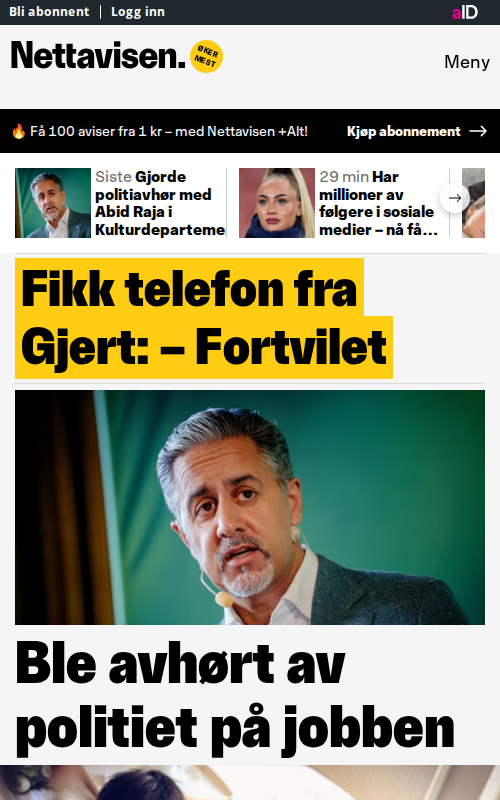 Bli abonnent | Logg inn
aID
Nettavisen.
ØKER
MEST
Meny
🔥 Få 100 aviser fra 1 kr – med Nettavisen +Alt!
Kjøp abonnement →
Siste Gjorde
politiavhør med
Abid Raja i
Kulturdeparteme
29 min Har
millioner av
følgere i sosiale
medier – nå få...
Fikk telefon fra
Gjert: – Fortvilet
Ble avhørt av
politiet på jobben